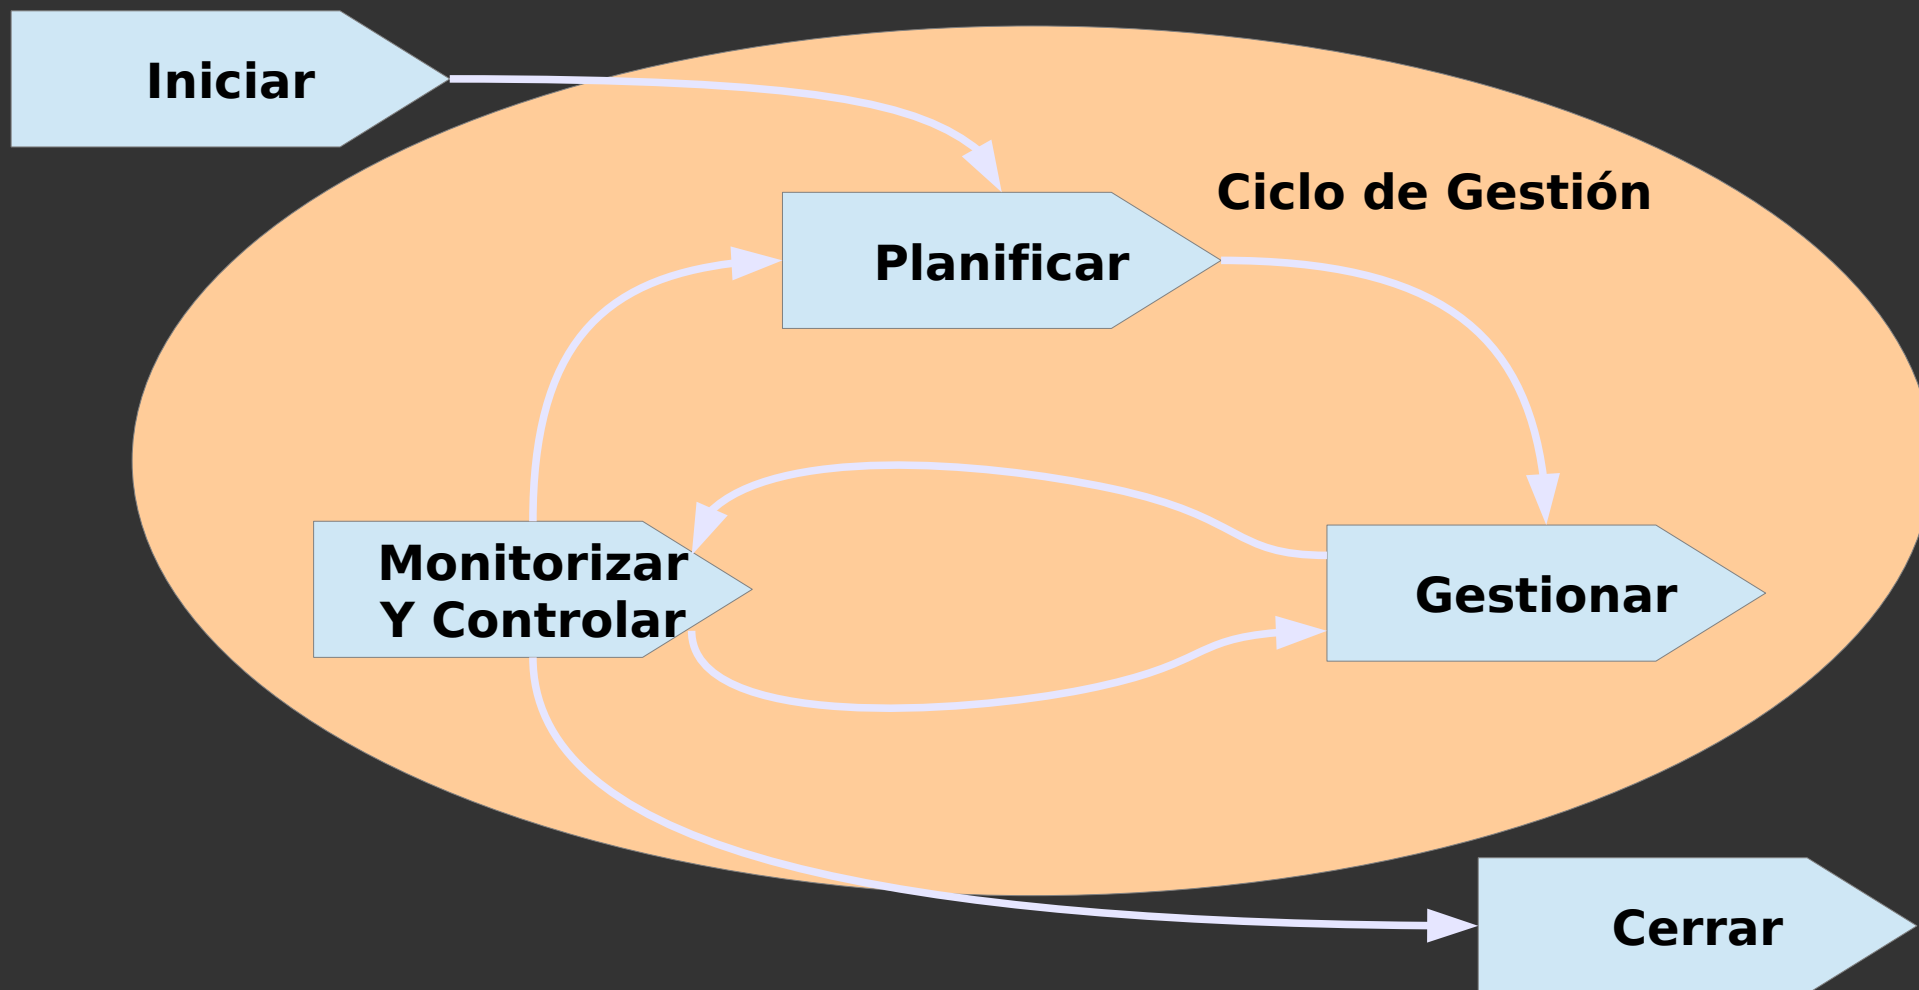 Iniciar
Ciclo de Gestión
Planificar
Monitorizar
Y Controlar
Gestionar
Cerrar